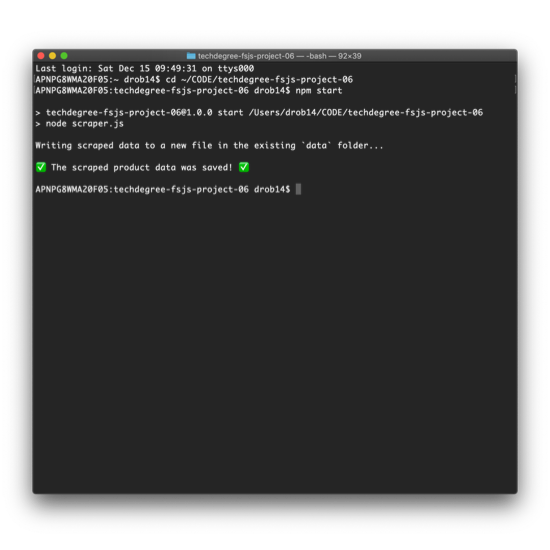 techdegree-fsjs-project-06 — -bash — 92×39
Last login: Sat Dec 15 09:49:31 on ttys000
APNPG8WMA20F05:~ drob14$ cd ~/CODE/techdegree-fsjs-project-06
APNPG8WMA20F05:techdegree-fsjs-project-06 drob14$ npm start
> techdegree-fsjs-project-06@1.0.0 start /Users/drob14/CODE/techdegree-fsjs-project-06
> node scraper.js
Writing scraped data to a new file in the existing `data` folder...
✅ The scraped product data was saved! ✅
APNPG8WMA20F05:techdegree-fsjs-project-06 drob14$